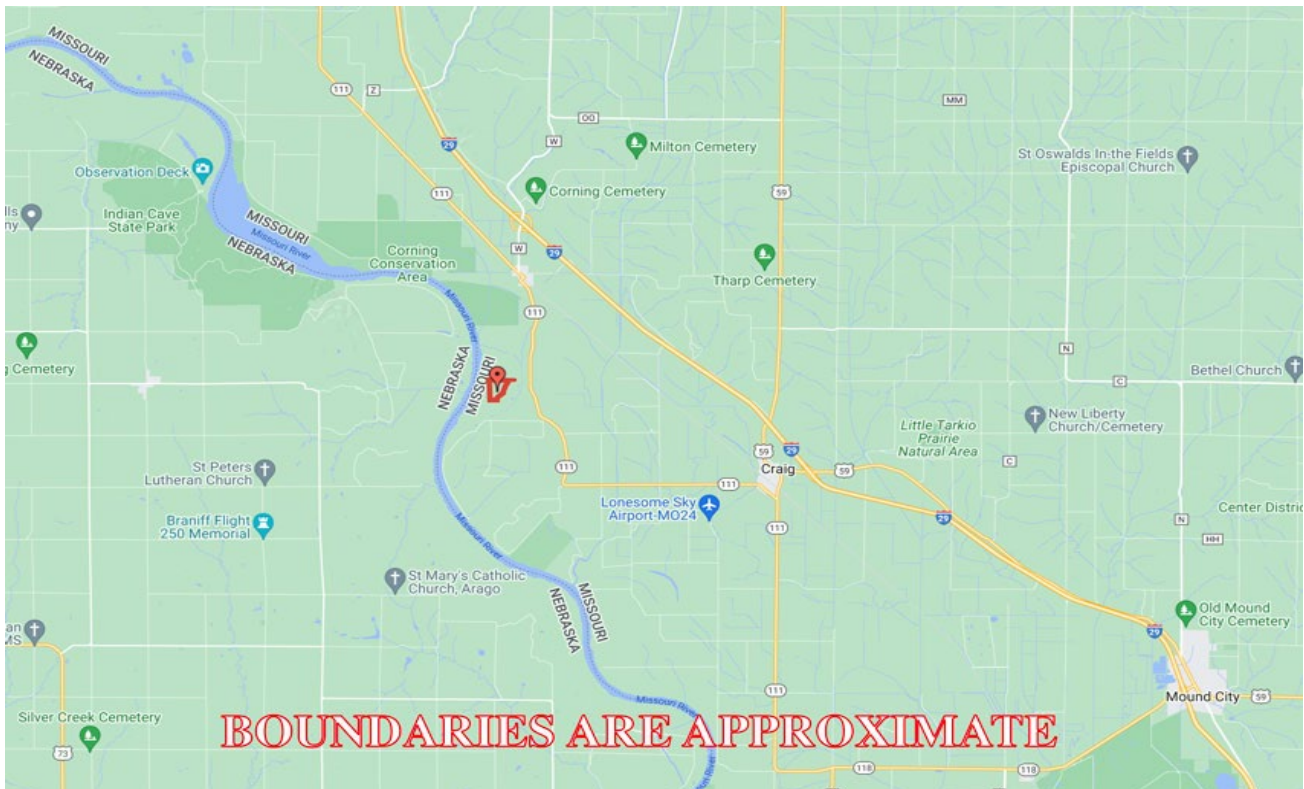 MISSOURI
NEBRASKA
111
Z
OO
MM
W
29
Milton Cemetery
St Oswalds In-the Fields
Episcopal Church
Observation Deck
111
Corning Cemetery
59
Indian Cave
State Park
MISSOURI
Missouri River
NEBRASKA
Corning
Conservation
Area
W
29
Tharp Cemetery
111
Missouri River
N
NEBRASKA
MISSOURI
Cemetery
C
Bethel Church
New Liberty
Church/Cemetery
Little Tarkio
Prairie
Natural Area
59
29
C
St Peters
Lutheran Church
111
Craig
59
111
Lonesome Sky
Airport-MO24
29
Center
N
Braniff Flight
250 Memorial
Missouri River
111
HH
St Mary's Catholic
Church, Arago
MISSOURI
NEBRASKA
Old Mound
City Cemetery
29
111
Missouri River
Mound City
59
Silver Creek Cemetery
BOUNDARIES ARE APPROXIMATE
73
118
118